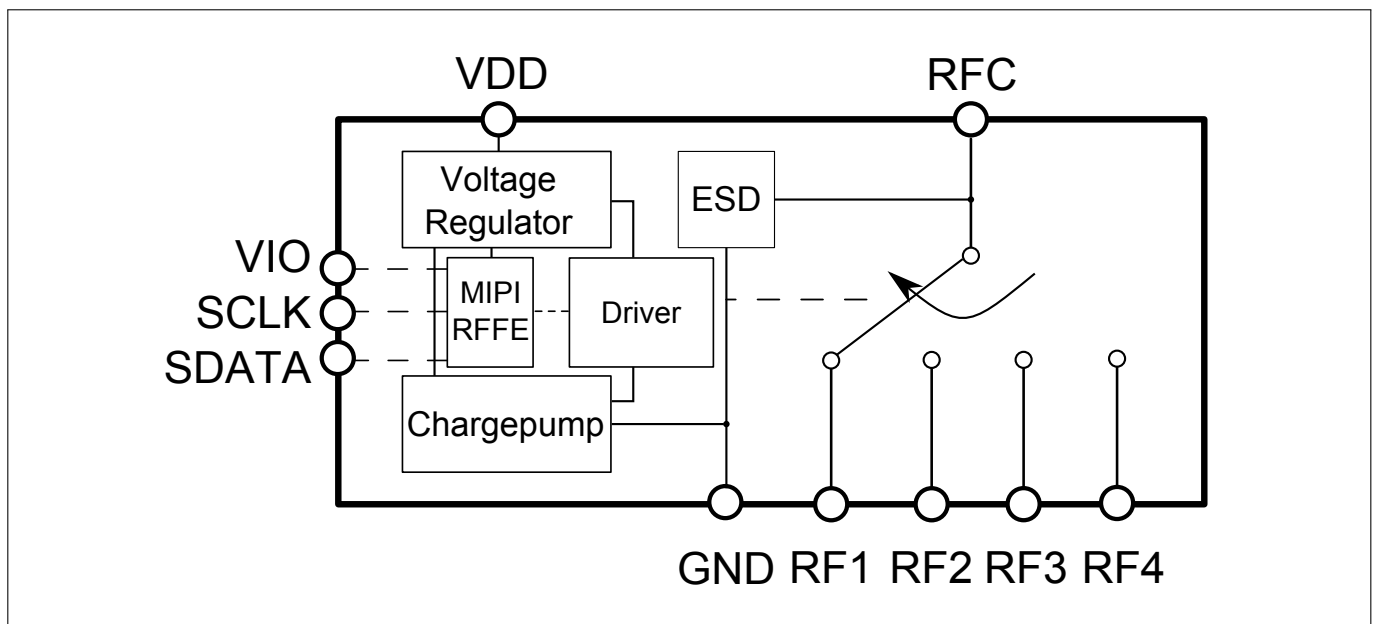 VDD
RFC
Voltage
Regulator
ESD
VIO
SCLK
SDATA
MIPI
RFFE
Driver
Chargepump
GND
RF1
RF2
RF3
RF4